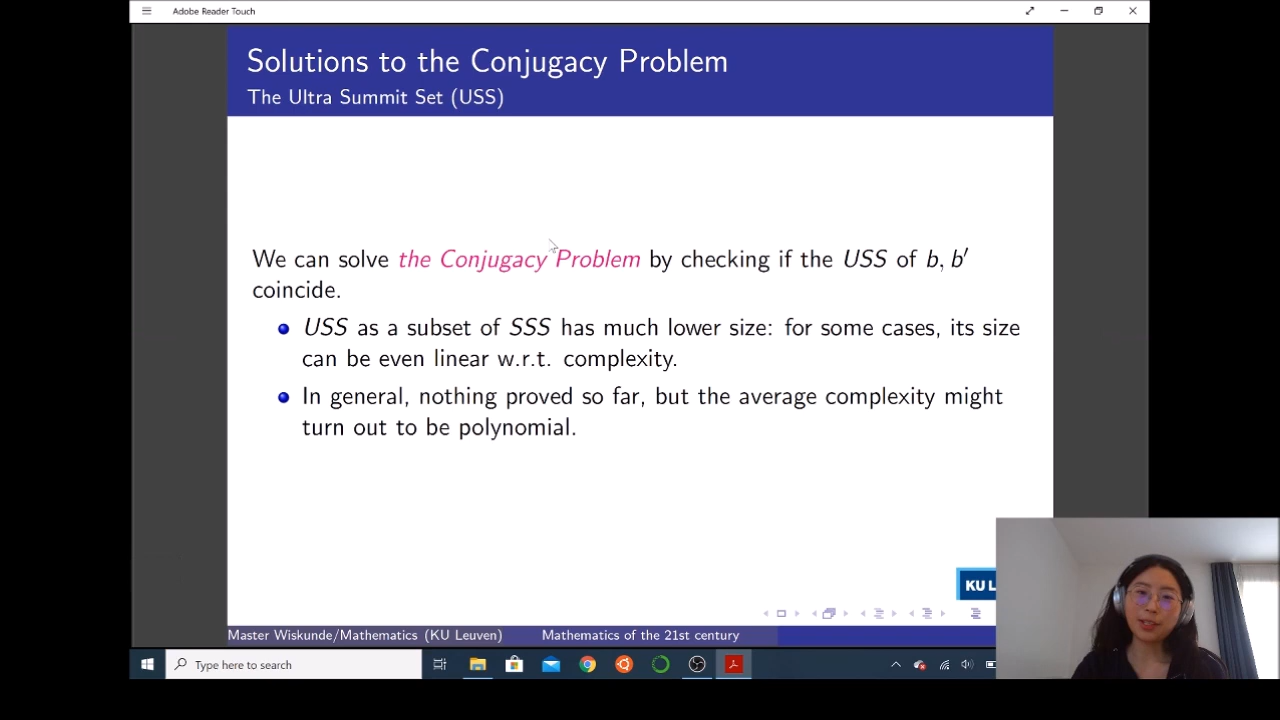 Adobe Reader Touch
Solutions to the Conjugacy Problem
The Ultra Summit Set (USS)
We can solve the Conjugacy Problem by checking if the USS of b, b′
coincide.
USS as a subset of SSS has much lower size: for some cases, its size
can be even linear w.r.t. complexity.
In general, nothing proved so far, but the average complexity might
turn out to be polynomial.
KU L
Master Wiskunde/Mathematics (KU Leuven) Mathematics of the 21st century
Type here to search